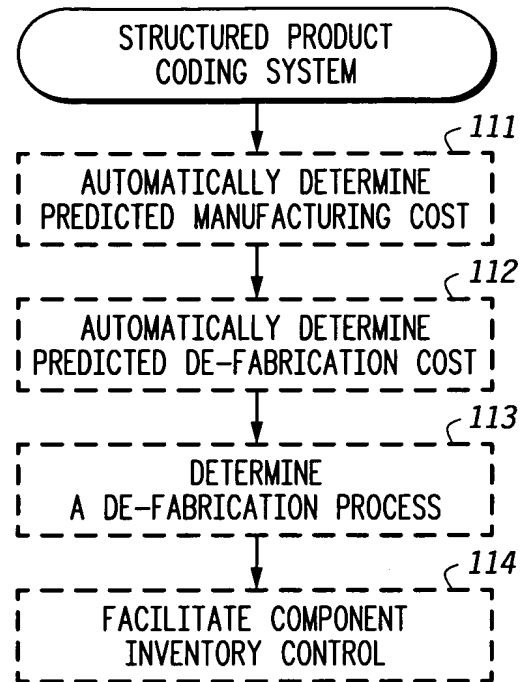 STRUCTURED PRODUCT
CODING SYSTEM
111
AUTOMATICALLY DETERMINE
PREDICTED MANUFACTURING COST
112
AUTOMATICALLY DETERMINE
PREDICTED DE-FABRICATION COST
113
DETERMINE
A DE-FABRICATION PROCESS
114
FACILITATE COMPONENT
INVENTORY CONTROL